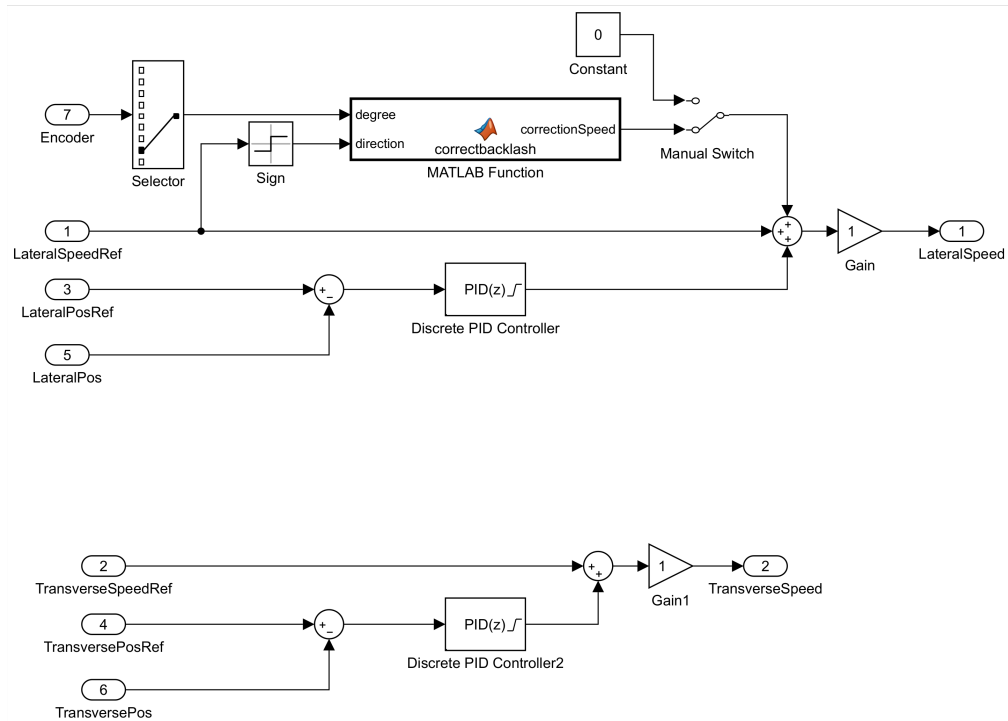 0
Constant
7
Encoder
Selector
Sign
degree
direction
correctionSpeed
correctbacklash
MATLAB Function
Manual Switch
1
LateralSpeedRef
+
+
+
1
Gain
1
LateralSpeed
3
LateralPosRef
+
−
PID(z)
Discrete PID Controller
5
LateralPos
2
TransverseSpeedRef
+
+
1
Gain1
2
TransverseSpeed
4
TransversePosRef
+
−
PID(z)
Discrete PID Controller2
6
TransversePos